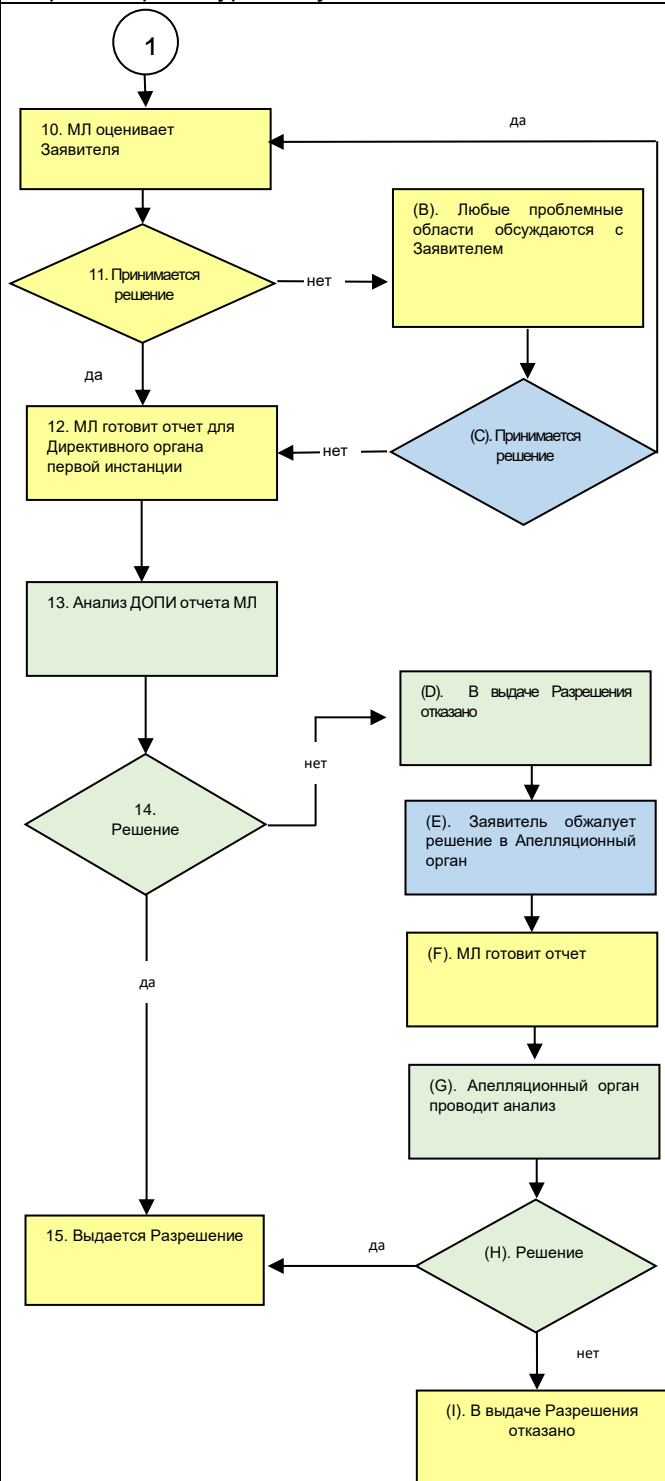 1
10. МЛ оценивает
Заявителя
да
(B). Любые проблемные
области обсуждаются с
Заявителем
11. Принимается
решение
нет
да
12. МЛ готовит отчет для
Директивного органа
первой инстанции
нет
(C). Принимается
решение
13. Анализ ДОПИ отчета МЛ
(D). В выдаче Разрешения
отказано
нет
14.
Решение
(E). Заявитель обжалует
решение в Апелляционный
орган
(F). МЛ готовит отчет
да
(G). Апелляционный орган
проводит анализ
15. Выдается Разрешение
да
(H). Решение
нет
(I). В выдаче Разрешения
отказано